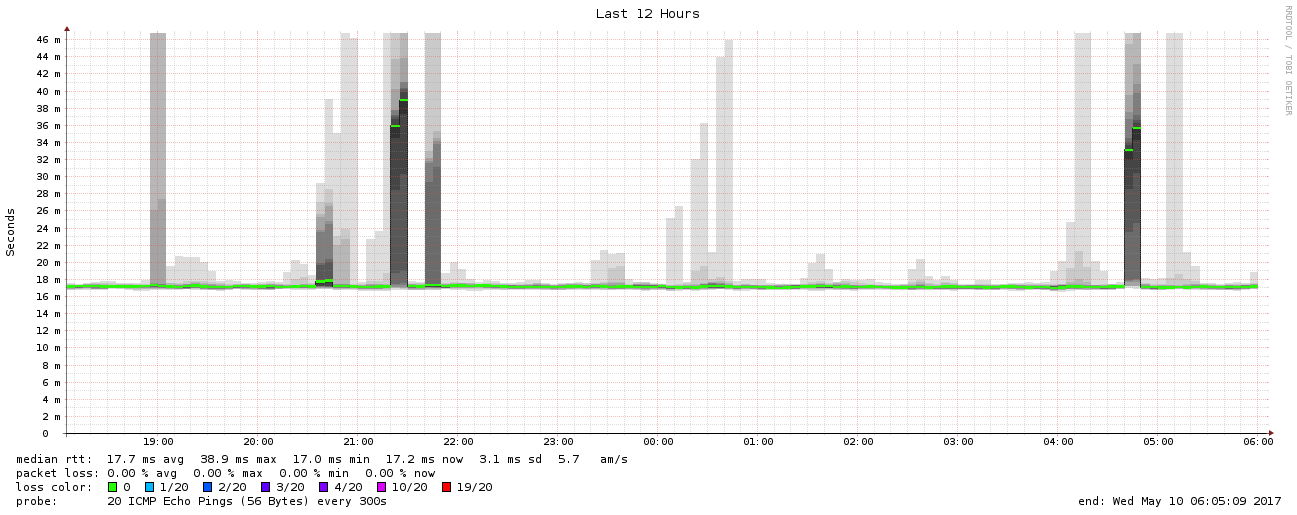 Last 12 Hours
RRDTOOL / TOBI OETIKER
Seconds
46 m
44 m
42 m
40 m
38 m
36 m
34 m
32 m
30 m
28 m
26 m
24 m
22 m
20 m
18 m
16 m
14 m
12 m
10 m
8 m
6 m
4 m
2 m
0
19:00 20:00 21:00 22:00 23:00 00:00 01:00 02:00 03:00 04:00 05:00 06:00
median rtt: 17.7 ms avg 38.9 ms max 17.0 ms min 17.2 ms now 3.1 ms sd 5.7 am/s
packet loss: 0.00 % avg 0.00 % max 0.00 % min 0.00 % now
loss color: 0 1/20 2/20 3/20 4/20 10/20 19/20
probe: 20 ICMP Echo Pings (56 Bytes) every 300s end: Wed May 10 06:05:09 2017